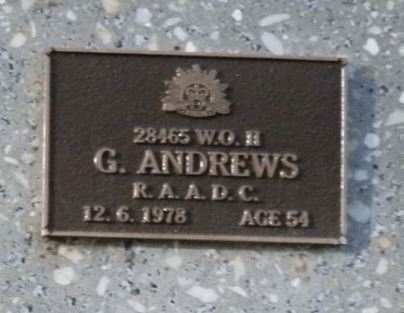 28465 W.O. II
G. ANDREWS
R. A. A. D. C.
12. 6. 1978 AGE 54